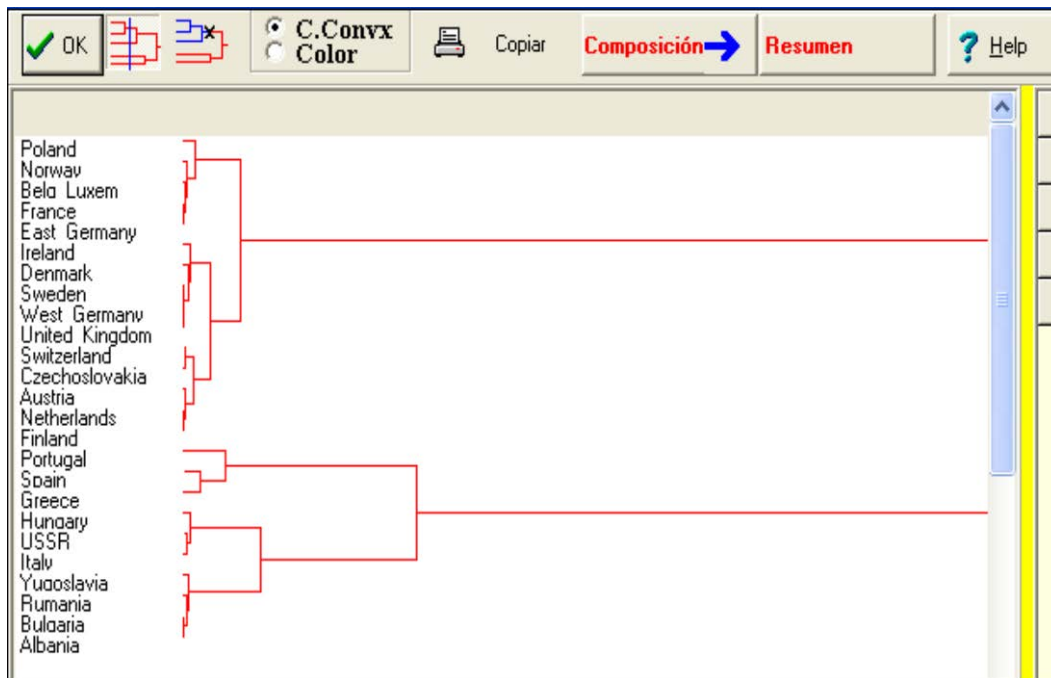 OK
C.Convx
Color
Copiar
Composición
Resumen
? Help
Poland
Norway
Belg Luxem
France
East Germany
Ireland
Denmark
Sweden
West Germany
United Kingdom
Switzerland
Czechoslovakia
Austria
Netherlands
Finland
Portugal
Spain
Greece
Hungary
USSR
Italy
Yugoslavia
Rumania
Bulgaria
Albania